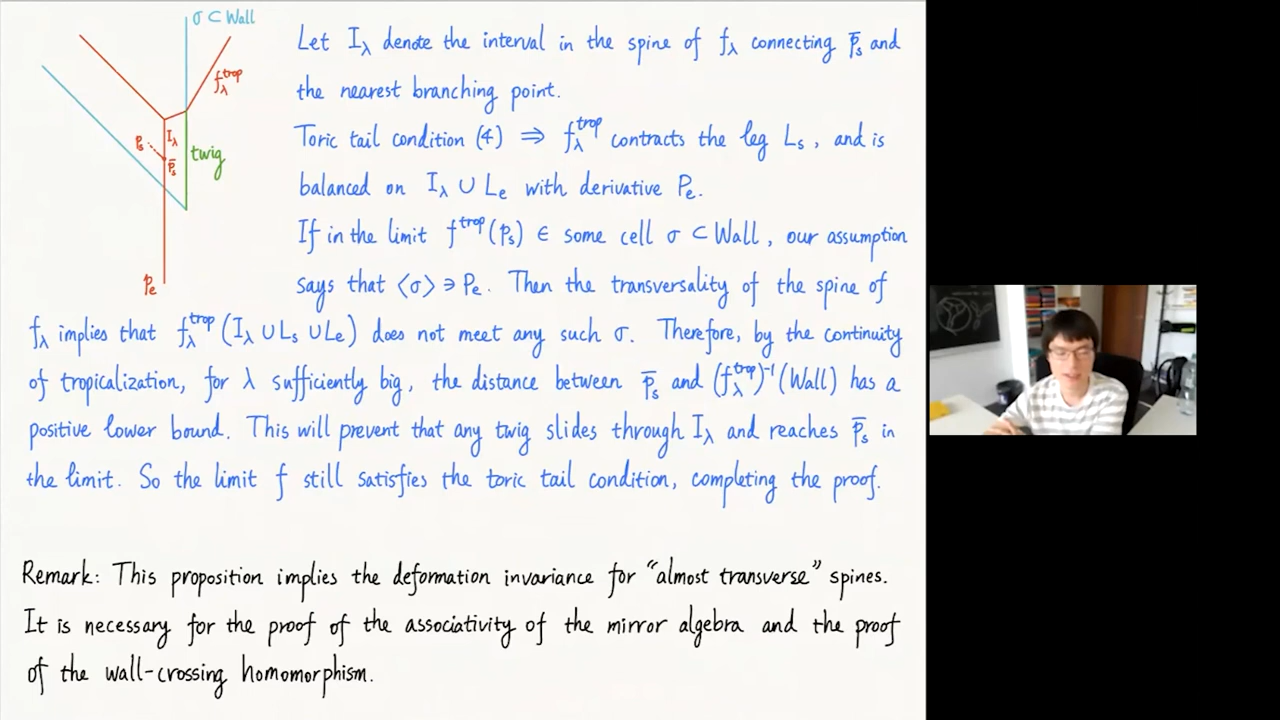 σ ⊂ Wall
f_λ^trop
I_λ
p_s
p̄_s
twig
P_e
Let I_λ denote the interval in the spine of f_λ connecting p̄_s and
the nearest branching point.
Toric tail condition (4) ⇒ f_λ^trop contracts the leg L_s, and is
balanced on I_λ ∪ L_e with derivative P_e.
If in the limit f^trop(p_s) ∈ some cell σ ⊂ Wall, our assumption
says that ⟨σ⟩ ∋ P_e. Then the transversality of the spine of
f_λ implies that f_λ^trop(I_λ ∪ L_s ∪ L_e) does not meet any such σ. Therefore, by the continuity
of tropicalization, for λ sufficiently big, the distance between p̄_s and (f_λ^trop)^-1(Wall) has a
positive lower bound. This will prevent that any twig slides through I_λ and reaches p̄_s in
the limit. So the limit f still satisfies the toric tail condition, completing the proof.
Remark: This proposition implies the deformation invariance for "almost transverse" spines.
It is necessary for the proof of the associativity of the mirror algebra and the proof
of the wall-crossing homomorphism.